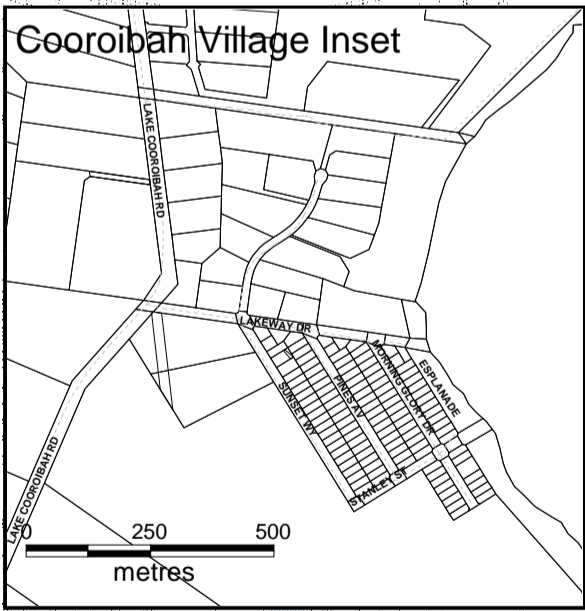 Cooroibah Village Inset
LAKE COOROIBAH RD
LAKEWAY DR
SUNSET WY
PINES AV
MORNING GLORY DR
ESPLANADE
STANLEY ST
LAKE COOROIBAH RD
0 250 500
metres